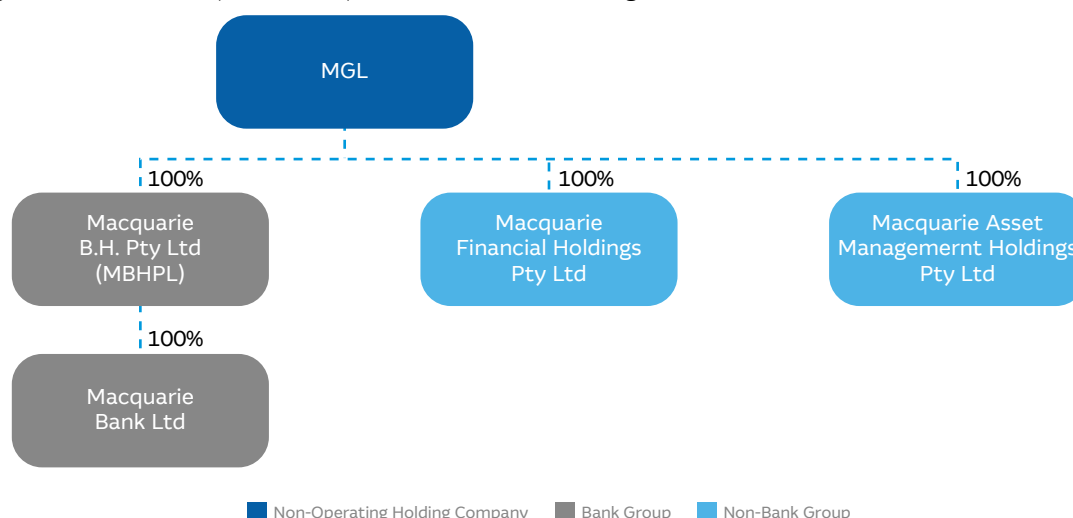 MGL
100%
100%
100%
Macquarie
B.H. Pty Ltd
(MBHPL)
Macquarie
Financial Holdings
Pty Ltd
Macquarie Asset
Managemernt Holdings
Pty Ltd
100%
Macquarie
Bank Ltd
Non-Operating Holding Company
Bank Group
Non-Bank Group